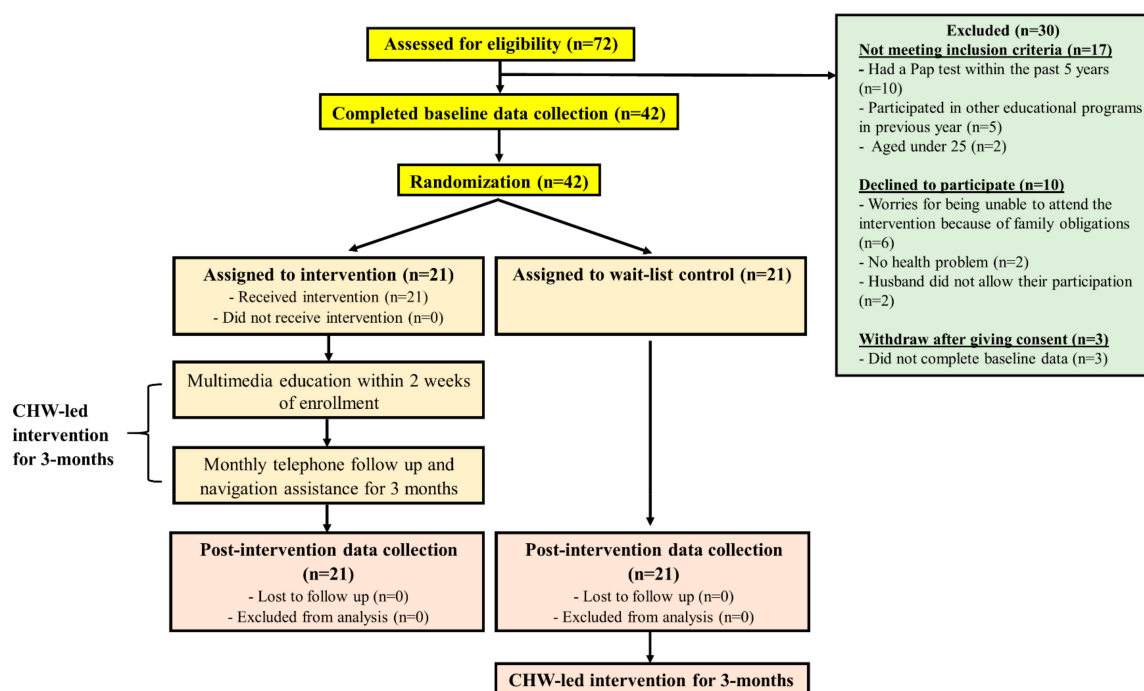 Assessed for eligibility (n=72)
Completed baseline data collection (n=42)
Randomization (n=42)
Excluded (n=30)
Not meeting inclusion criteria (n=17)
- Had a Pap test within the past 5 years
(n=10)
- Participated in other educational programs
in previous year (n=5)
- Aged under 25 (n=2)
Declined to participate (n=10)
- Worries for being unable to attend the
intervention because of family obligations
(n=6)
- No health problem (n=2)
- Husband did not allow their participation
(n=2)
Withdraw after giving consent (n=3)
- Did not complete baseline data (n=3)
Assigned to intervention (n=21)
- Received intervention (n=21)
- Did not receive intervention (n=0)
Assigned to wait-list control (n=21)
CHW-led
intervention
for 3-months
Multimedia education within 2 weeks
of enrollment
Monthly telephone follow up and
navigation assistance for 3 months
Post-intervention data collection
(n=21)
- Lost to follow up (n=0)
- Excluded from analysis (n=0)
Post-intervention data collection
(n=21)
- Lost to follow up (n=0)
- Excluded from analysis (n=0)
CHW-led intervention for 3-months